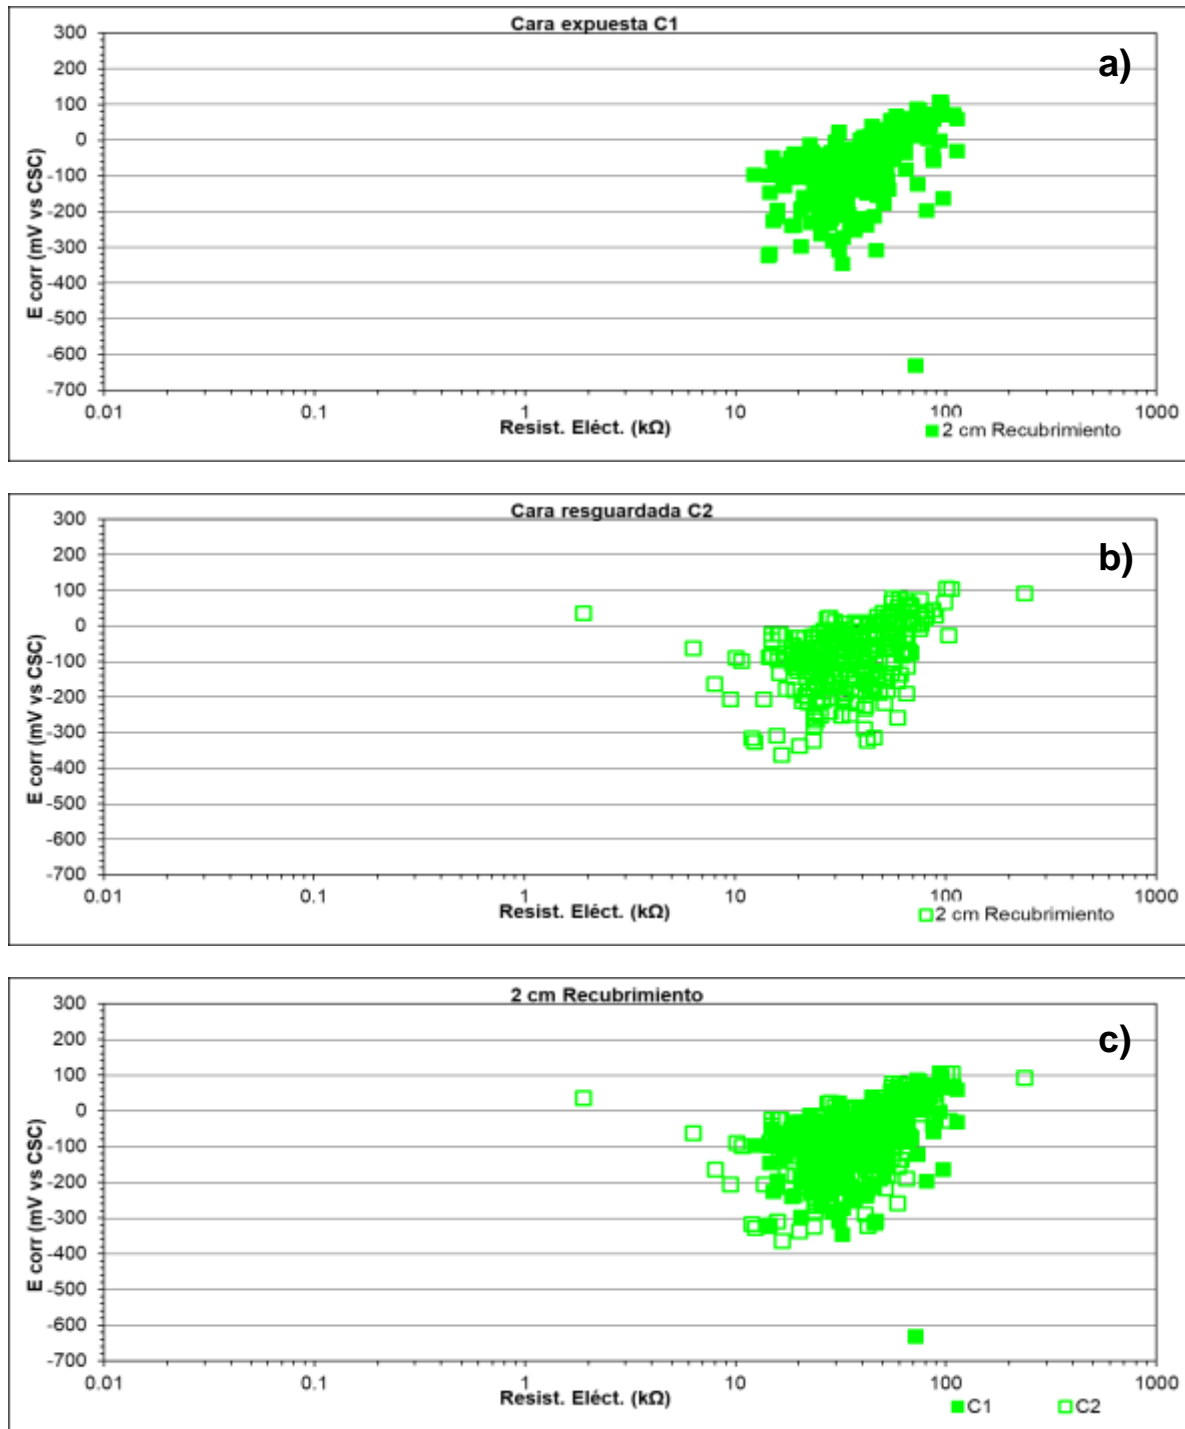 Cara expuesta C1
a)
300
200
100
0
-100
-200
-300
-400
-500
-600
-700
E corr (mV vs CSC)
0.01 0.1 1 10 100 1000
Resist. Eléct. (kΩ)
2 cm Recubrimiento
Cara resguardada C2
b)
300
200
100
0
-100
-200
-300
-400
-500
-600
-700
E corr (mV vs CSC)
0.01 0.1 1 10 100 1000
Resist. Eléct. (kΩ)
2 cm Recubrimiento
2 cm Recubrimiento
c)
300
200
100
0
-100
-200
-300
-400
-500
-600
-700
E corr (mV vs CSC)
0.01 0.1 1 10 100 1000
Resist. Eléct. (kΩ)
C1 C2